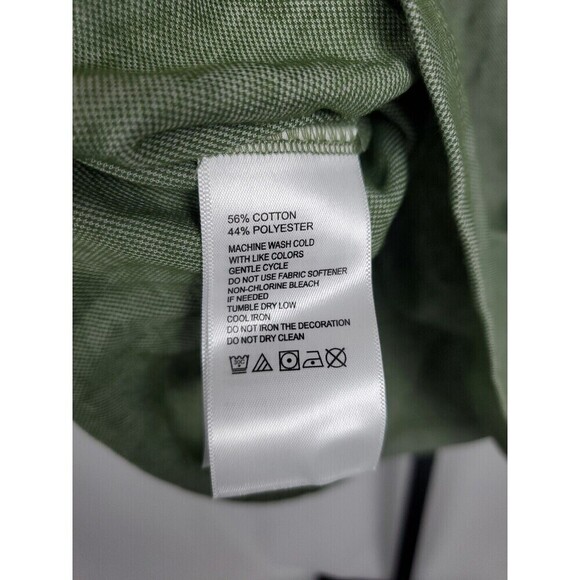 56% COTTON
44% POLYESTER
MACHINE WASH COLD
WITH LIKE COLORS
GENTLE CYCLE
DO NOT USE FABRIC SOFTENER
NON-CHLORINE BLEACH
IF NEEDED
TUMBLE DRY LOW
COOL IRON
DO NOT IRON THE DECORATION
DO NOT DRY CLEAN